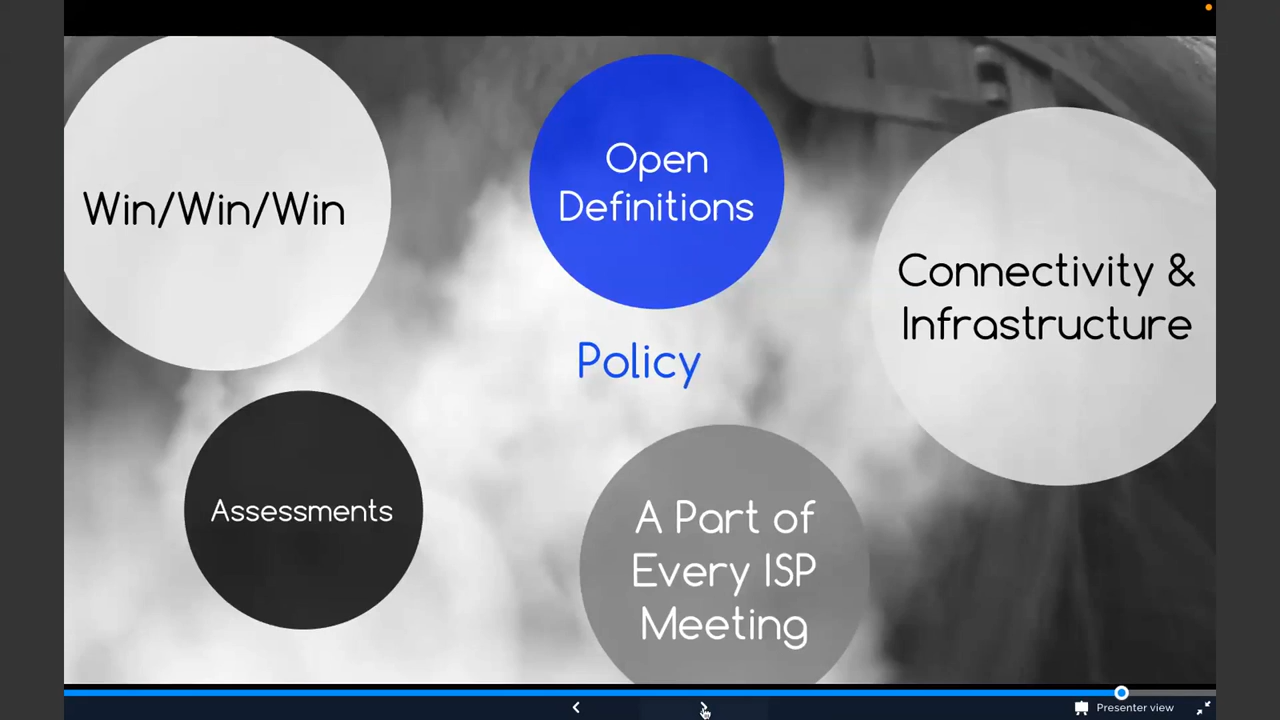 Win/Win/Win
Open
Definitions
Connectivity &
Infrastructure
Policy
Assessments
A Part of
Every ISP
Meeting
Presenter view